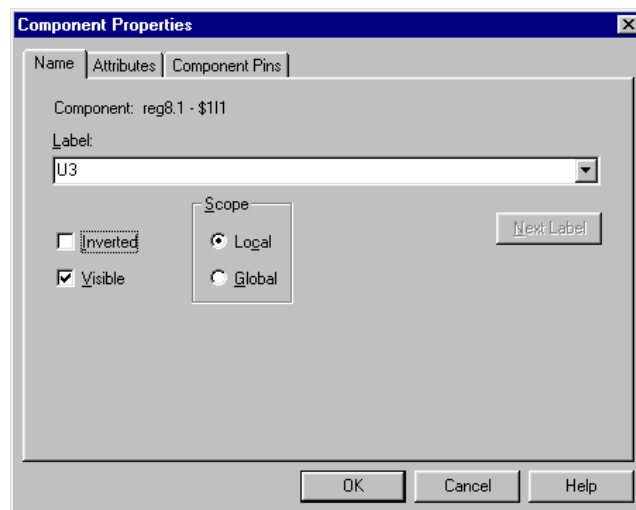 Component Properties
Name Attributes Component Pins
Component: reg8.1 - $1I1
Label:
U3
Scope
Inverted Local Next Label
Visible Global
OK Cancel Help